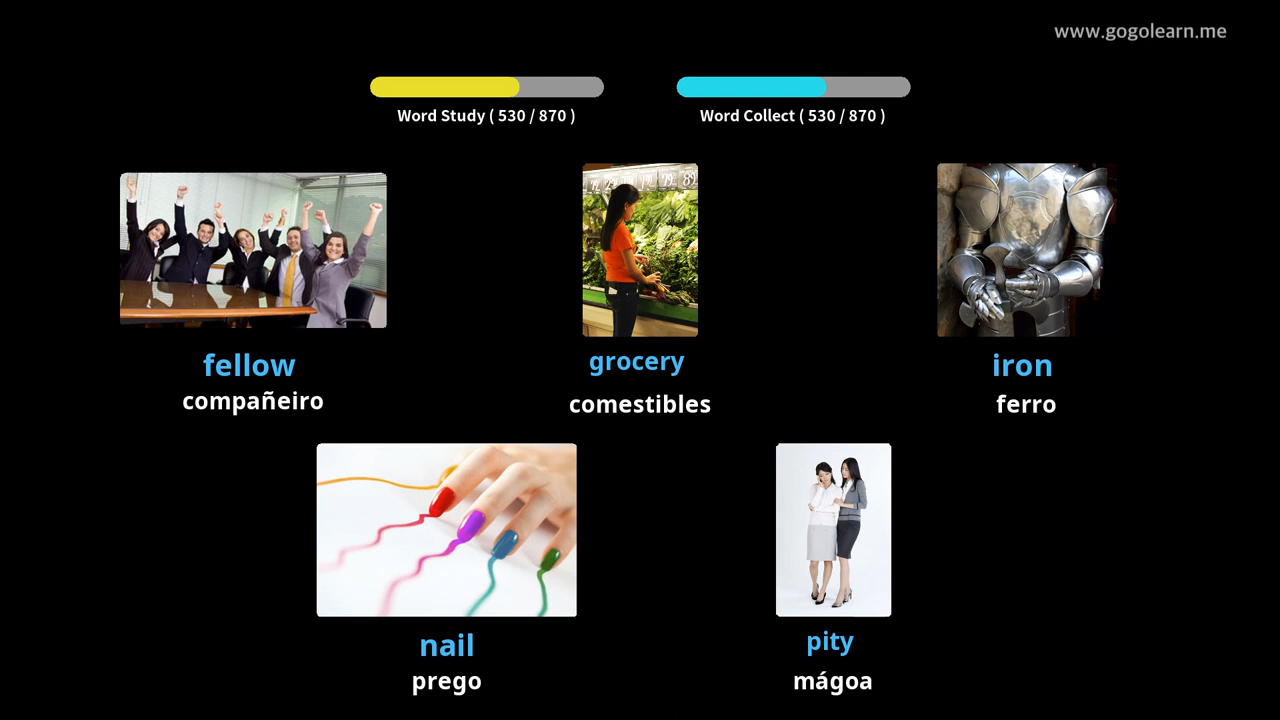 www.gogolearn.me
Word Study ( 530 / 870 )
Word Collect ( 530 / 870 )
fellow
compañeiro
grocery
comestibles
iron
ferro
nail
prego
pity
mágoa